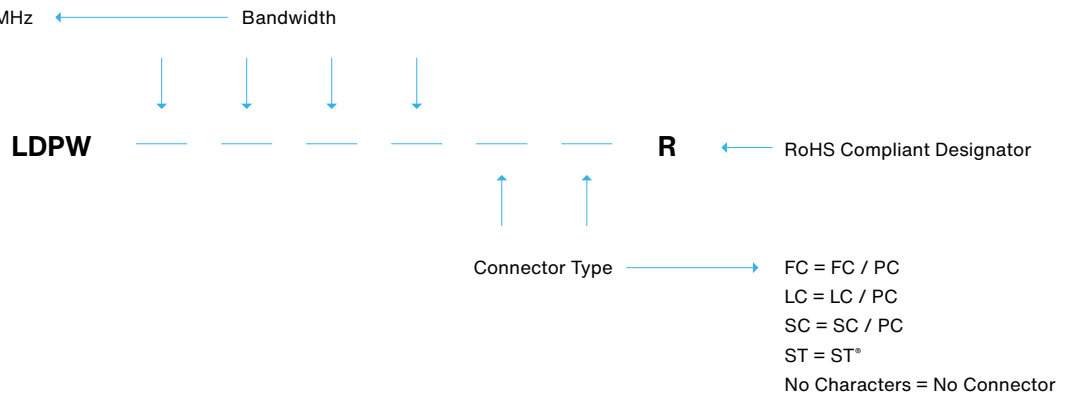 MHz Bandwidth
LDPW R RoHS Compliant Designator
Connector Type FC = FC / PC
LC = LC / PC
SC = SC / PC
ST = ST®
No Characters = No Connector